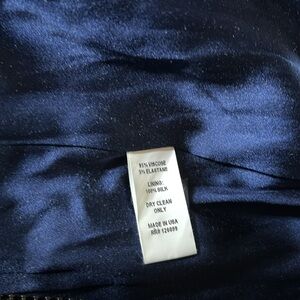 95% VISCOSE
5% ELASTANE
LINING:
100% SILK
DRY CLEAN
ONLY
MADE IN USA